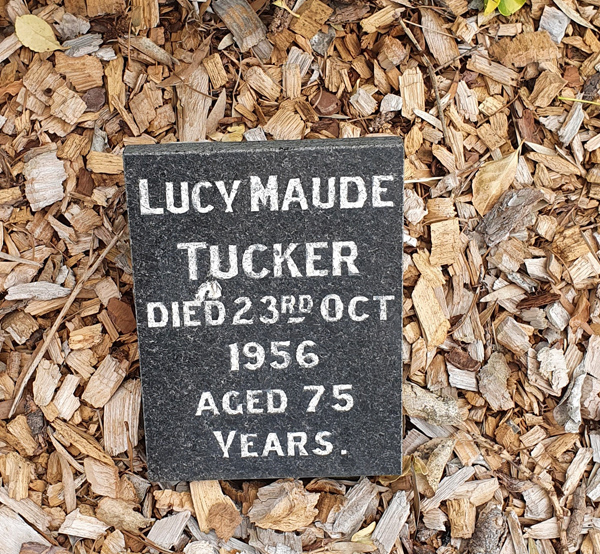 LUCY MAUDE
TUCKER
DIED 23RD OCT
1956
AGED 75
YEARS.